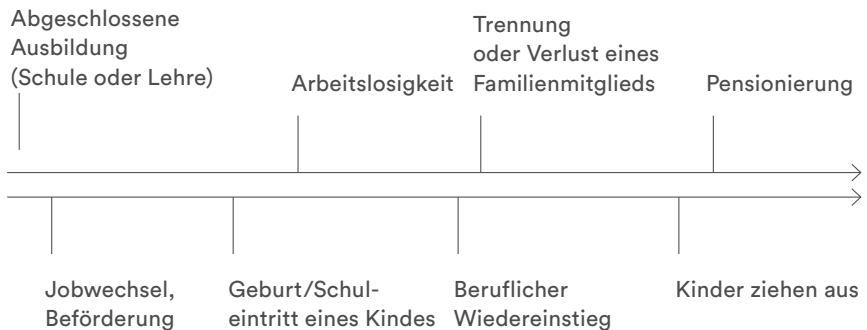 Abgeschlossene
Ausbildung
(Schule oder Lehre)
Arbeitslosigkeit
Trennung
oder Verlust eines
Familienmitglieds
Pensionierung
Jobwechsel,
Beförderung
Geburt/Schul-
eintritt eines Kindes
Beruflicher
Wiedereinstieg
Kinder ziehen aus